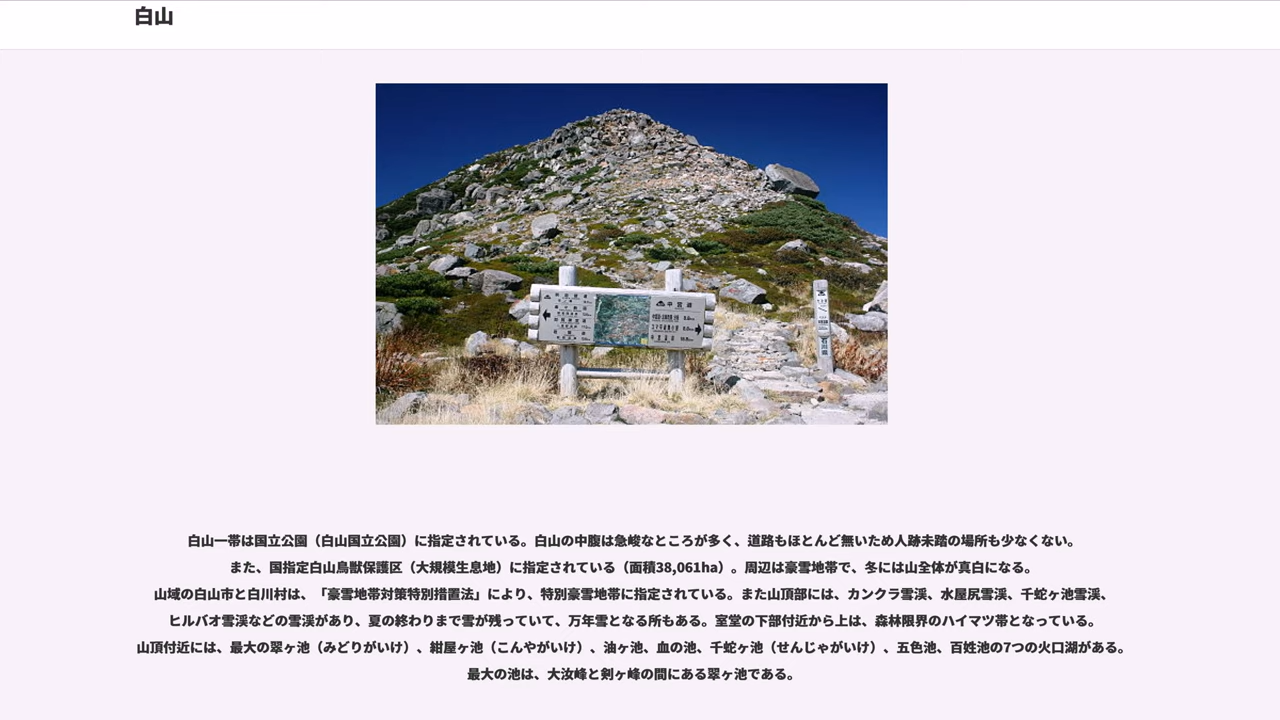 白山
中宮道
石川県
白山一帯は国立公園（白山国立公園）に指定されている。白山の中腹は急峻なところが多く、道路もほとんど無いため人跡未踏の場所も少なくない。
また、国指定白山鳥獣保護区（大規模生息地）に指定されている（面積38,061ha）。周辺は豪雪地帯で、冬には山全体が真白になる。
山域の白山市と白川村は、「豪雪地帯対策特別措置法」により、特別豪雪地帯に指定されている。また山頂部には、カンクラ雪渓、水屋尻雪渓、千蛇ヶ池雪渓、
ヒルバオ雪渓などの雪渓があり、夏の終わりまで雪が残っていて、万年雪となる所もある。室堂の下部付近から上は、森林限界のハイマツ帯となっている。
山頂付近には、最大の翠ヶ池（みどりがいけ）、紺屋ヶ池（こんやがいけ）、油ヶ池、血の池、千蛇ヶ池（せんじゃがいけ）、五色池、百姓池の7つの火口湖がある。
最大の池は、大汝峰と剣ヶ峰の間にある翠ヶ池である。